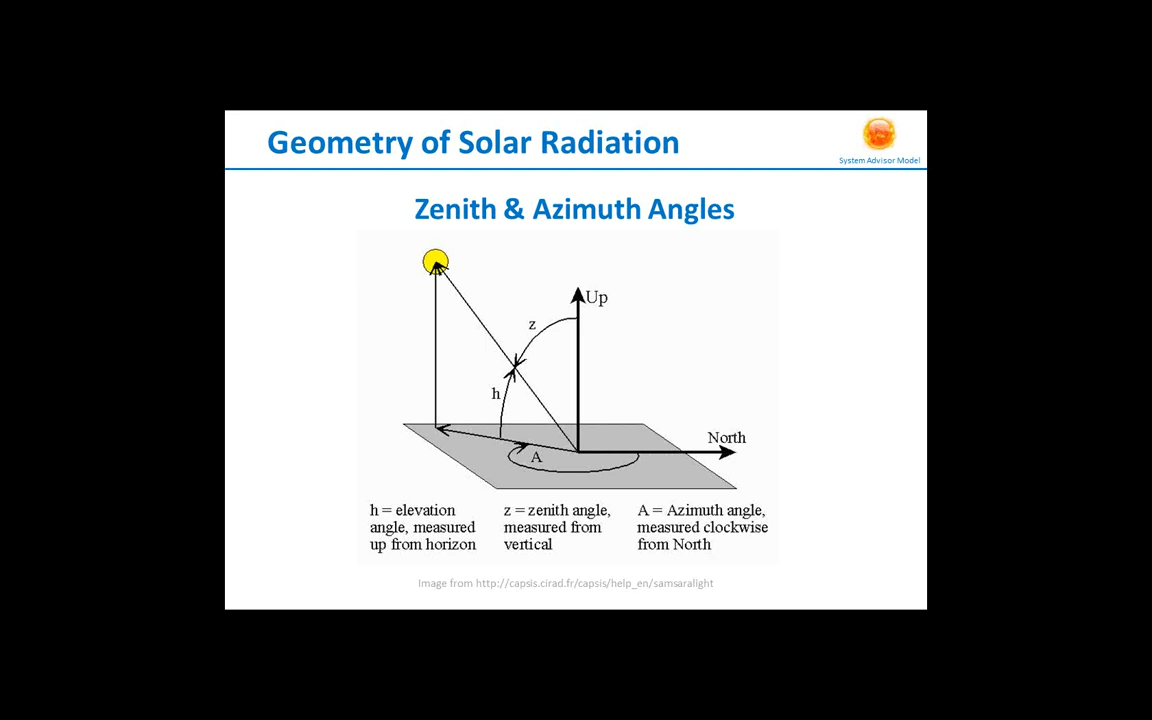 Geometry of Solar Radiation
System Advisor Model
Zenith & Azimuth Angles
Up
z
h
North
A
h = elevation
angle, measured
up from horizon
z = zenith angle,
measured from
vertical
A = Azimuth angle,
measured clockwise
from North
Image from http://capsis.cirad.fr/capsis/help_en/samsaralight